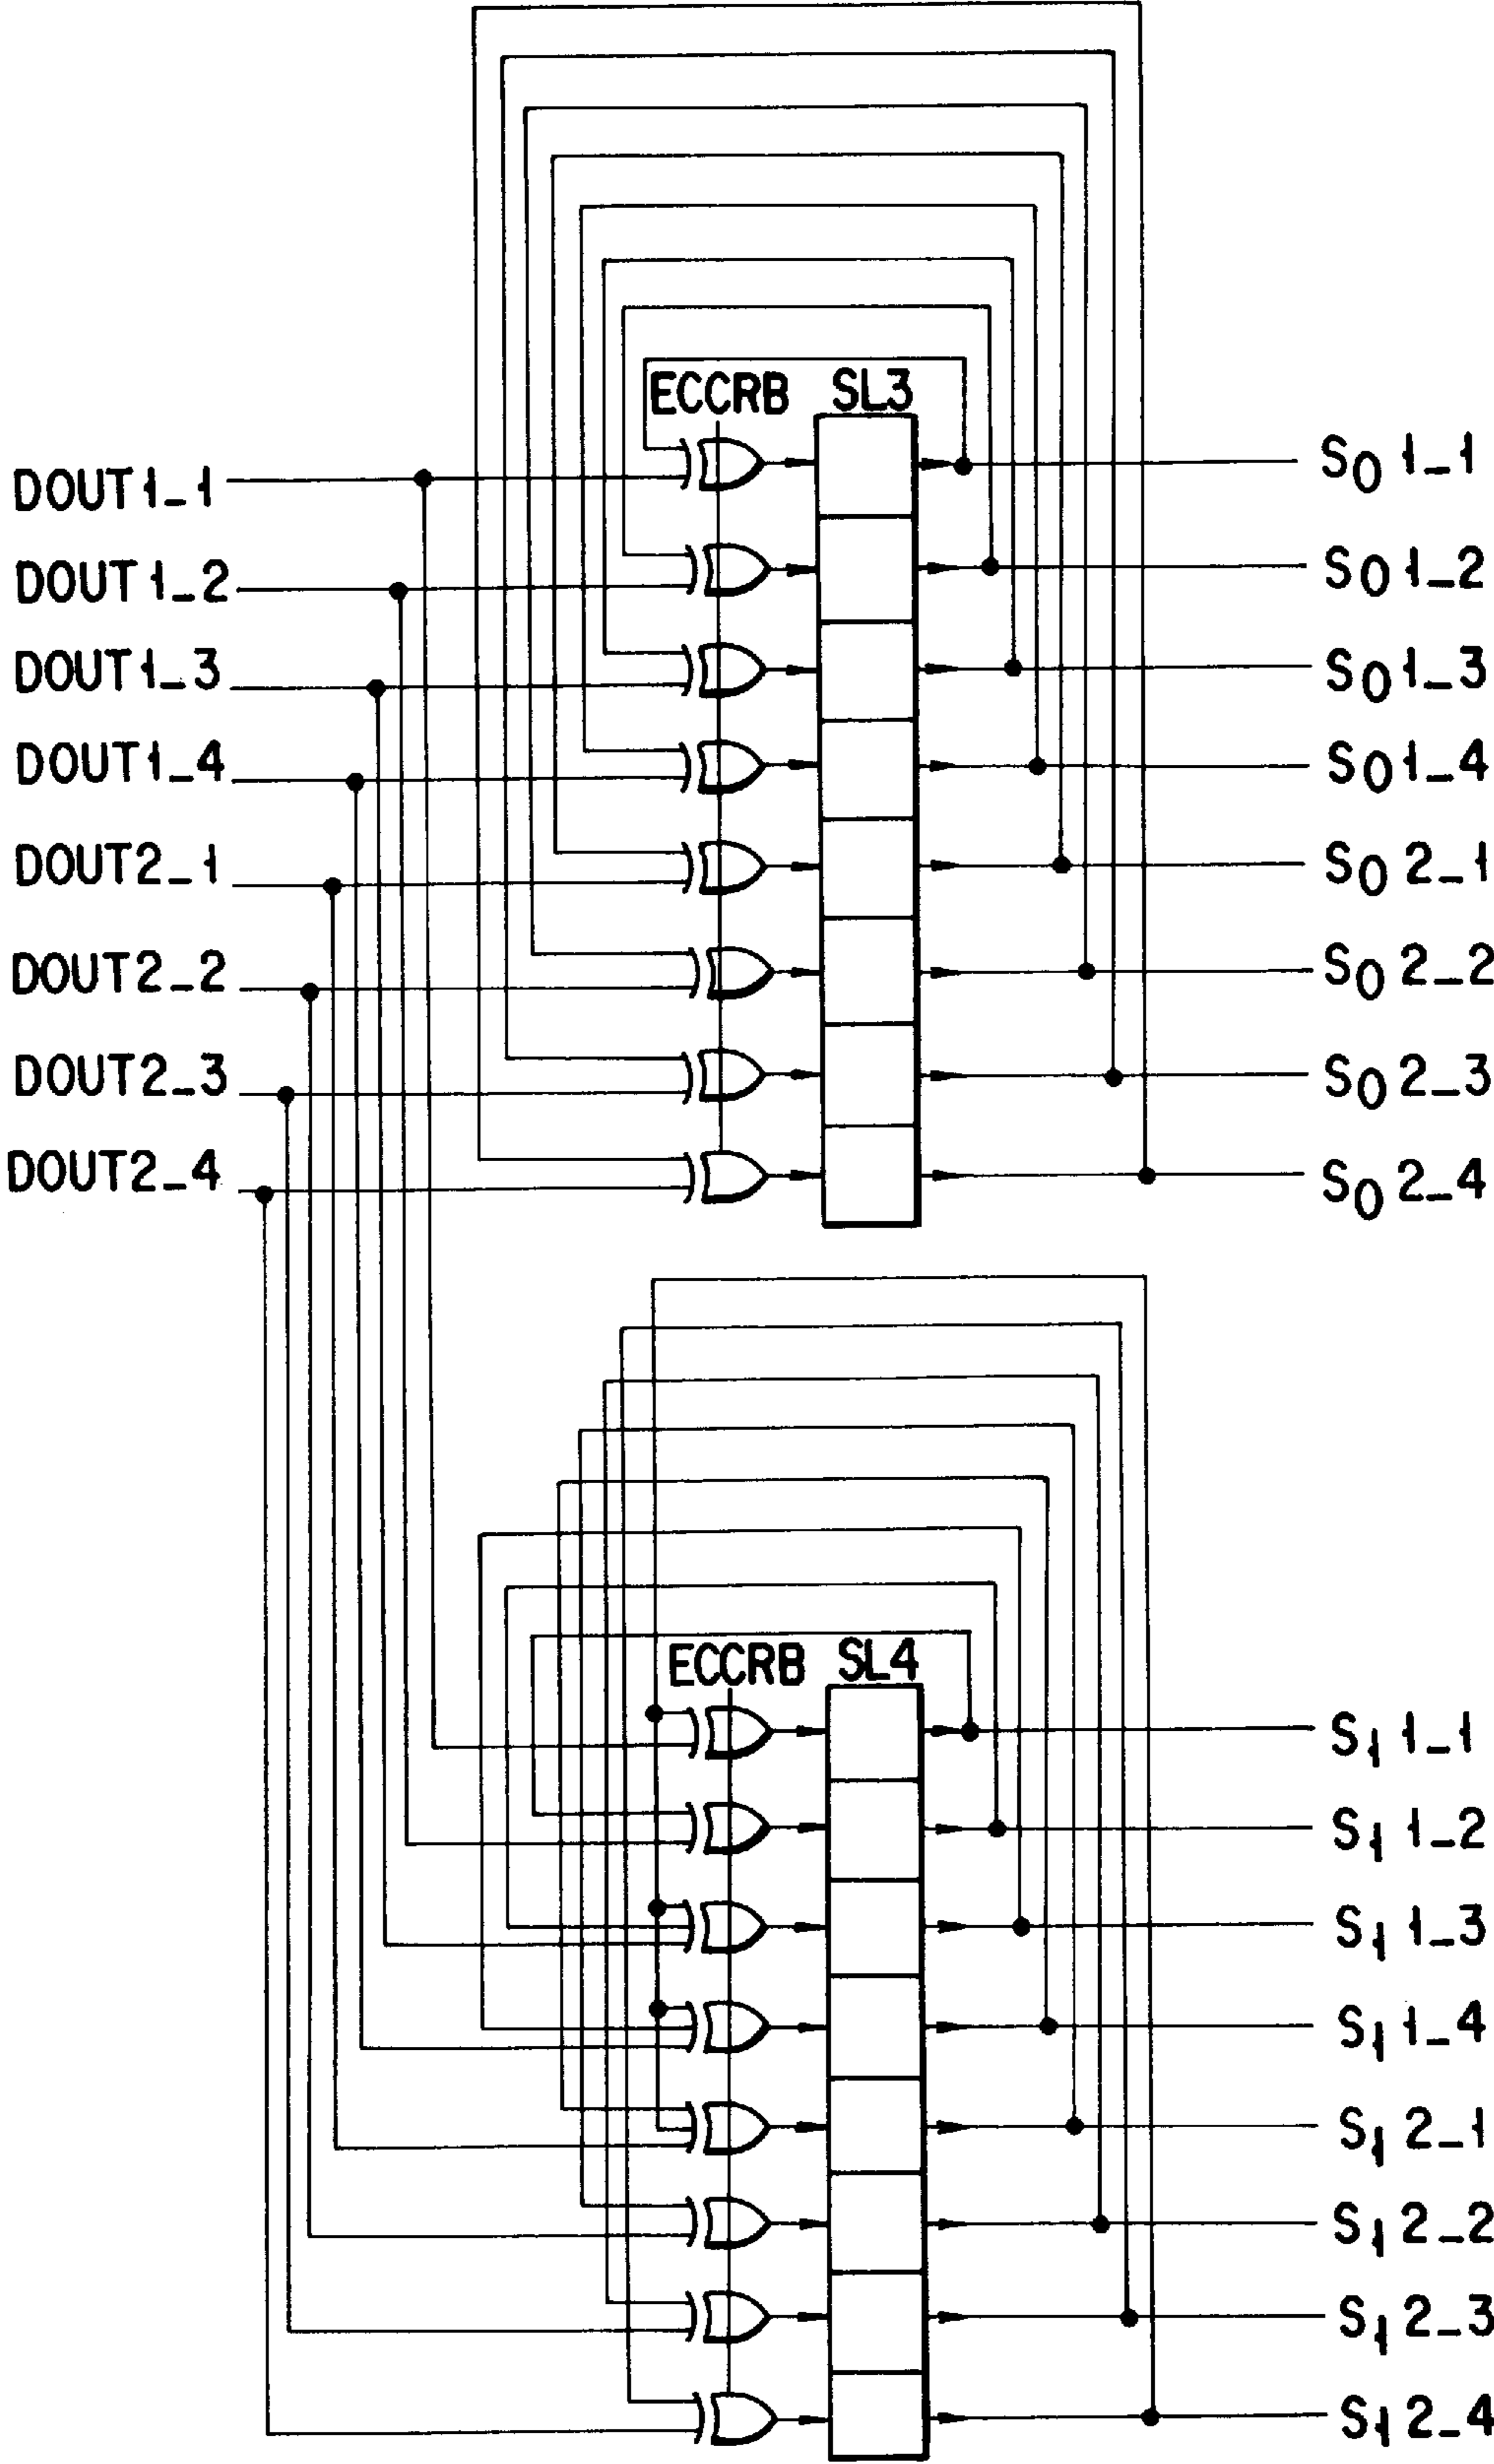 ECCRB SL3
DOUT1_1 S0 1_1
DOUT1_2 S0 1_2
DOUT1_3 S0 1_3
DOUT1_4 S0 1_4
DOUT2_1 S0 2_1
DOUT2_2 S0 2_2
DOUT2_3 S0 2_3
DOUT2_4 S0 2_4
ECCRB SL4
S1 1_1
S1 1_2
S1 1_3
S1 1_4
S1 2_1
S1 2_2
S1 2_3
S1 2_4